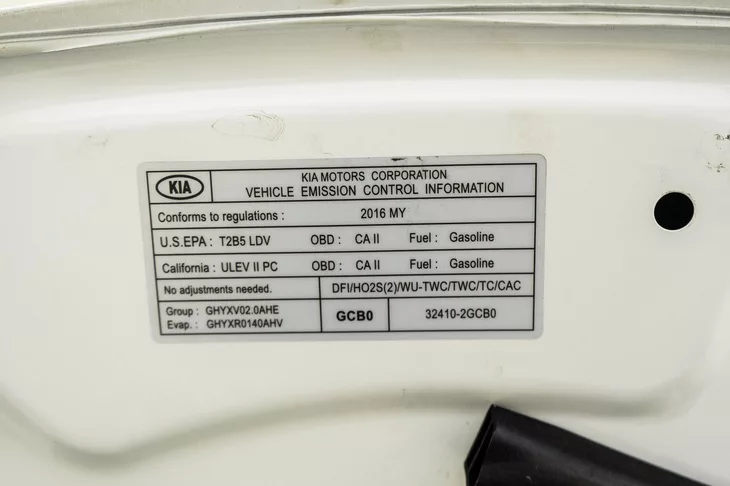 KIA
KIA MOTORS CORPORATION
VEHICLE EMISSION CONTROL INFORMATION
Conforms to regulations : 2016 MY
U.S.EPA : T2B5 LDV OBD : CA II Fuel : Gasoline
California : ULEV II PC OBD : CA II Fuel : Gasoline
No adjustments needed. DFI/HO2S(2)/WU-TWC/TWC/TC/CAC
Group : GHYXV02.0AHE
Evap. : GHYXR0140AHV
GCB0
32410-2GCB0